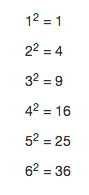 1² = 1
2² = 4
3² = 9
4² = 16
5² = 25
6² = 36